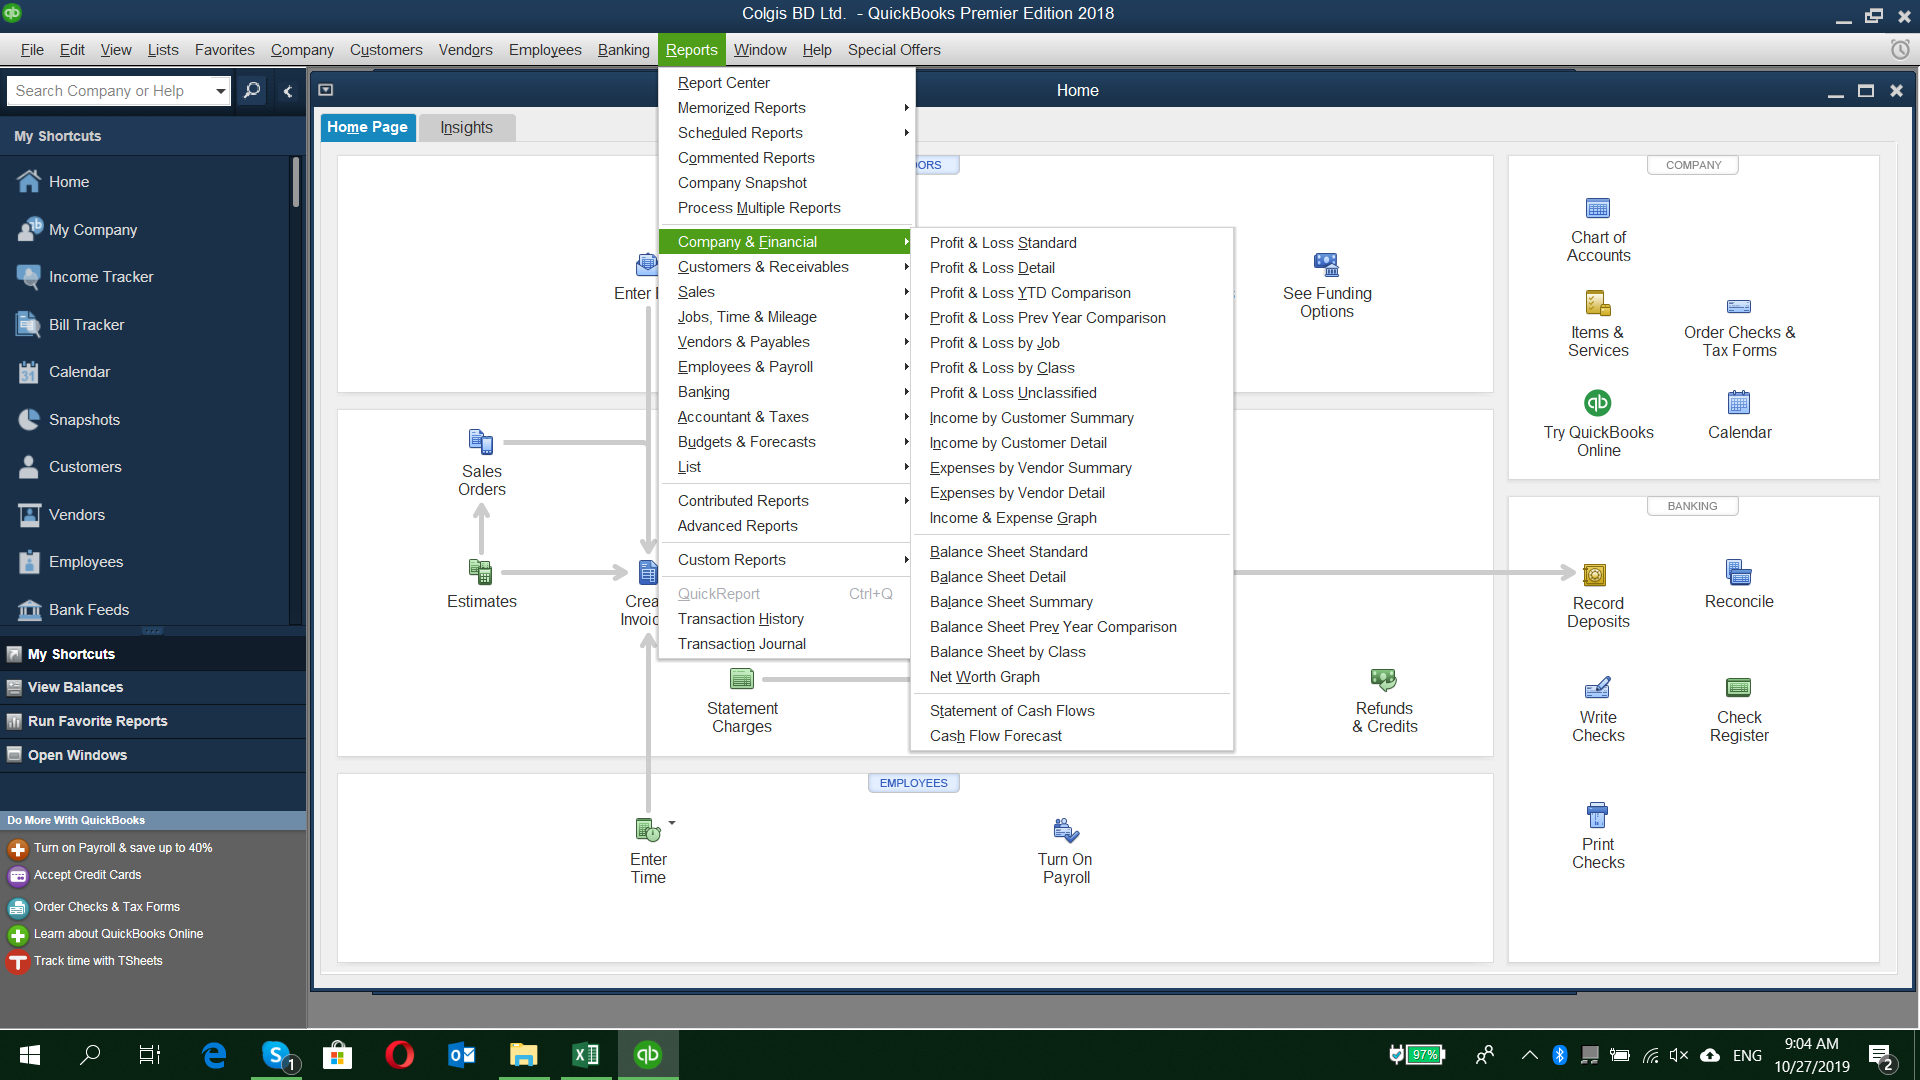 Colgis BD Ltd. - QuickBooks Premier Edition 2018
File Edit View Lists Favorites Company Customers Vendors Employees Banking Reports Window Help Special Offers
Search Company or Help
My Shortcuts
Home
My Company
Income Tracker
Bill Tracker
Calendar
31
Snapshots
Customers
Vendors
Employees
Bank Feeds
My Shortcuts
View Balances
Run Favorite Reports
Open Windows
Do More With QuickBooks
Turn on Payroll & save up to 40%
Accept Credit Cards
Order Checks & Tax Forms
Learn about QuickBooks Online
Track time with TSheets
Home
Home Page
Insights
Report Center
Memorized Reports
Scheduled Reports
Commented Reports
Company Snapshot
Process Multiple Reports
Company & Financial
Customers & Receivables
Sales
Jobs, Time & Mileage
Vendors & Payables
Employees & Payroll
Banking
Accountant & Taxes
Budgets & Forecasts
List
Contributed Reports
Advanced Reports
Custom Reports
QuickReport Ctrl+Q
Transaction History
Transaction Journal
Profit & Loss Standard
Profit & Loss Detail
Profit & Loss YTD Comparison
Profit & Loss Prev Year Comparison
Profit & Loss by Job
Profit & Loss by Class
Profit & Loss Unclassified
Income by Customer Summary
Income by Customer Detail
Expenses by Vendor Summary
Expenses by Vendor Detail
Income & Expense Graph
Balance Sheet Standard
Balance Sheet Detail
Balance Sheet Summary
Balance Sheet Prev Year Comparison
Balance Sheet by Class
Net Worth Graph
Statement of Cash Flows
Cash Flow Forecast
DORS
Enter
See Funding
Options
Sales
Orders
Estimates
Crea
Invoic
Statement
Charges
Refunds
& Credits
EMPLOYEES
Enter
Time
Turn On
Payroll
COMPANY
Chart of
Accounts
Items &
Services
Order Checks &
Tax Forms
qb
Try QuickBooks
Online
Calendar
BANKING
Record
Deposits
Reconcile
Write
Checks
Check
Register
Print
Checks
1
qb
97%
ENG
9:04 AM
10/27/2019
2